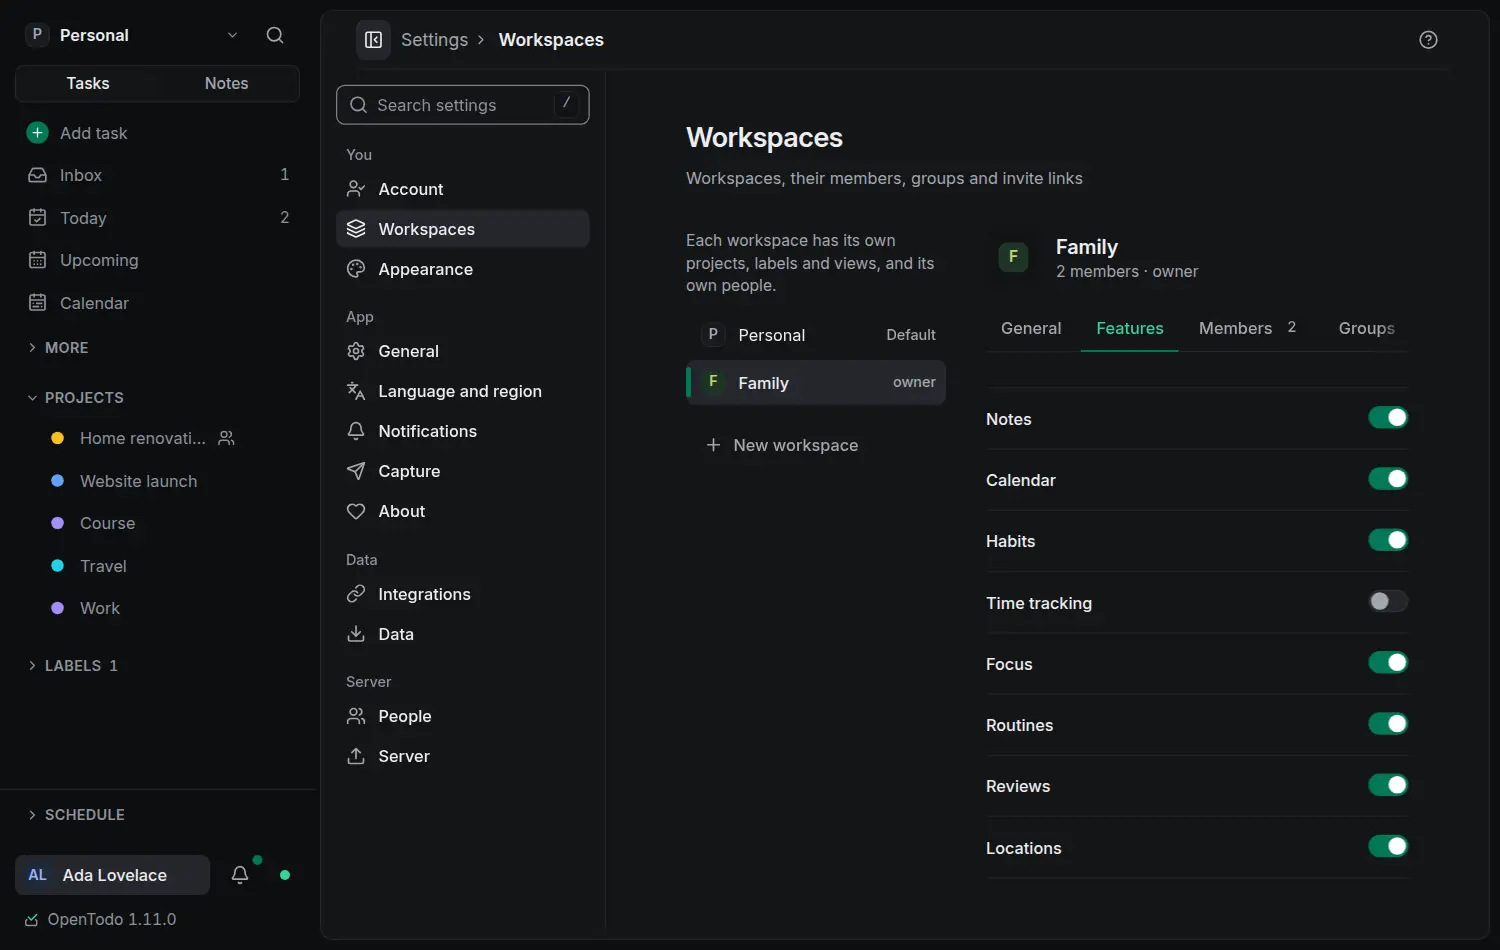 P Personal
Tasks Notes
Add task
Inbox 1
Today 2
Upcoming
Calendar
MORE
PROJECTS
Home renovati...
Website launch
Course
Travel
Work
LABELS 1
SCHEDULE
AL Ada Lovelace
OpenTodo 1.11.0
Settings > Workspaces
Search settings /
You
Account
Workspaces
Appearance
App
General
Language and region
Notifications
Capture
About
Data
Integrations
Data
Server
People
Server
Workspaces
Workspaces, their members, groups and invite links
Each workspace has its own
projects, labels and views, and its
own people.
P Personal Default
F Family owner
New workspace
F Family
2 members · owner
General Features Members 2 Groups
Notes
Calendar
Habits
Time tracking
Focus
Routines
Reviews
Locations